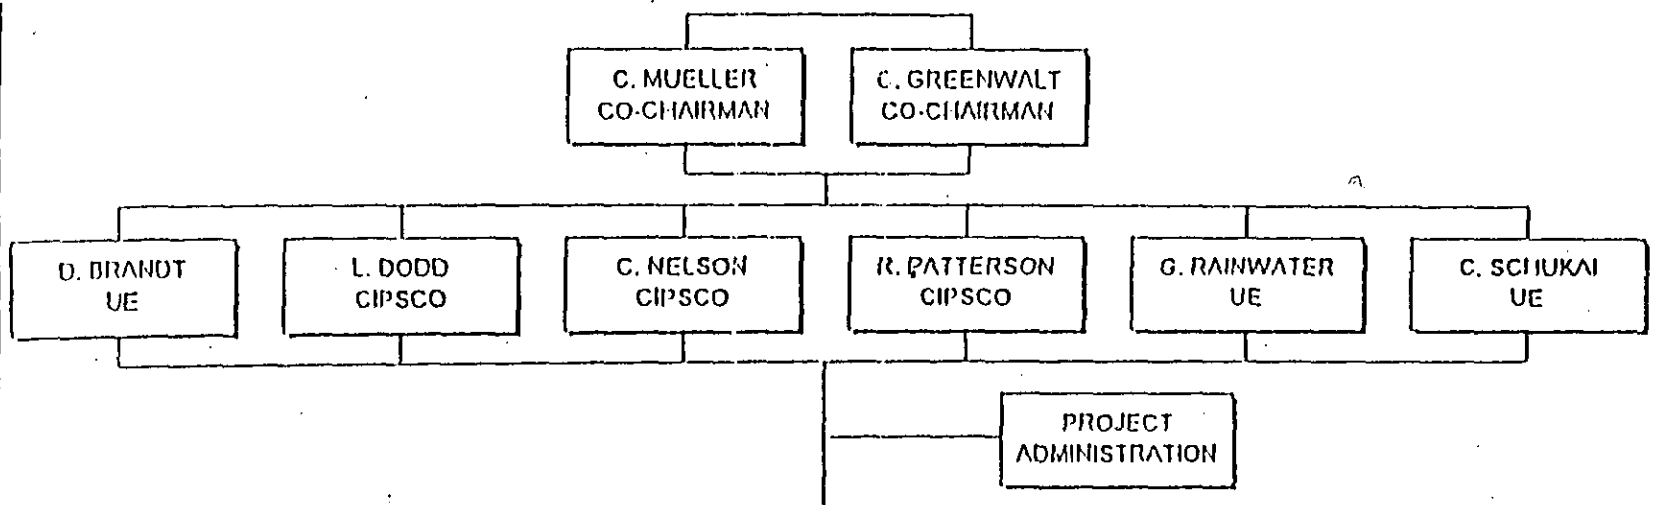 C. MUELLER
CO-CHAIRMAN
C. GREENWALT
CO-CHAIRMAN
D. BRANDT
UE
L. DODD
CIPSCO
C. NELSON
CIPSCO
R. PATTERSON
CIPSCO
G. RAINWATER
UE
C. SCHUKAI
UE
PROJECT
ADMINISTRATION